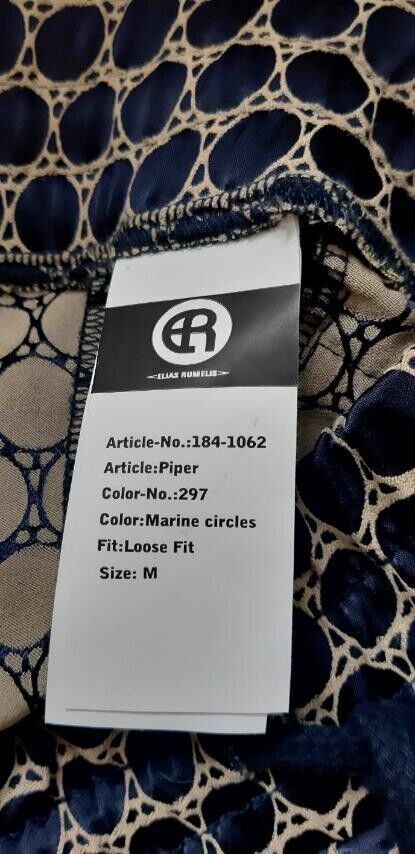 ER
ELIAS RUMELIS
Article-No.:184-1062
Article:Piper
Color-No.:297
Color:Marine circles
Fit:Loose Fit
Size: M